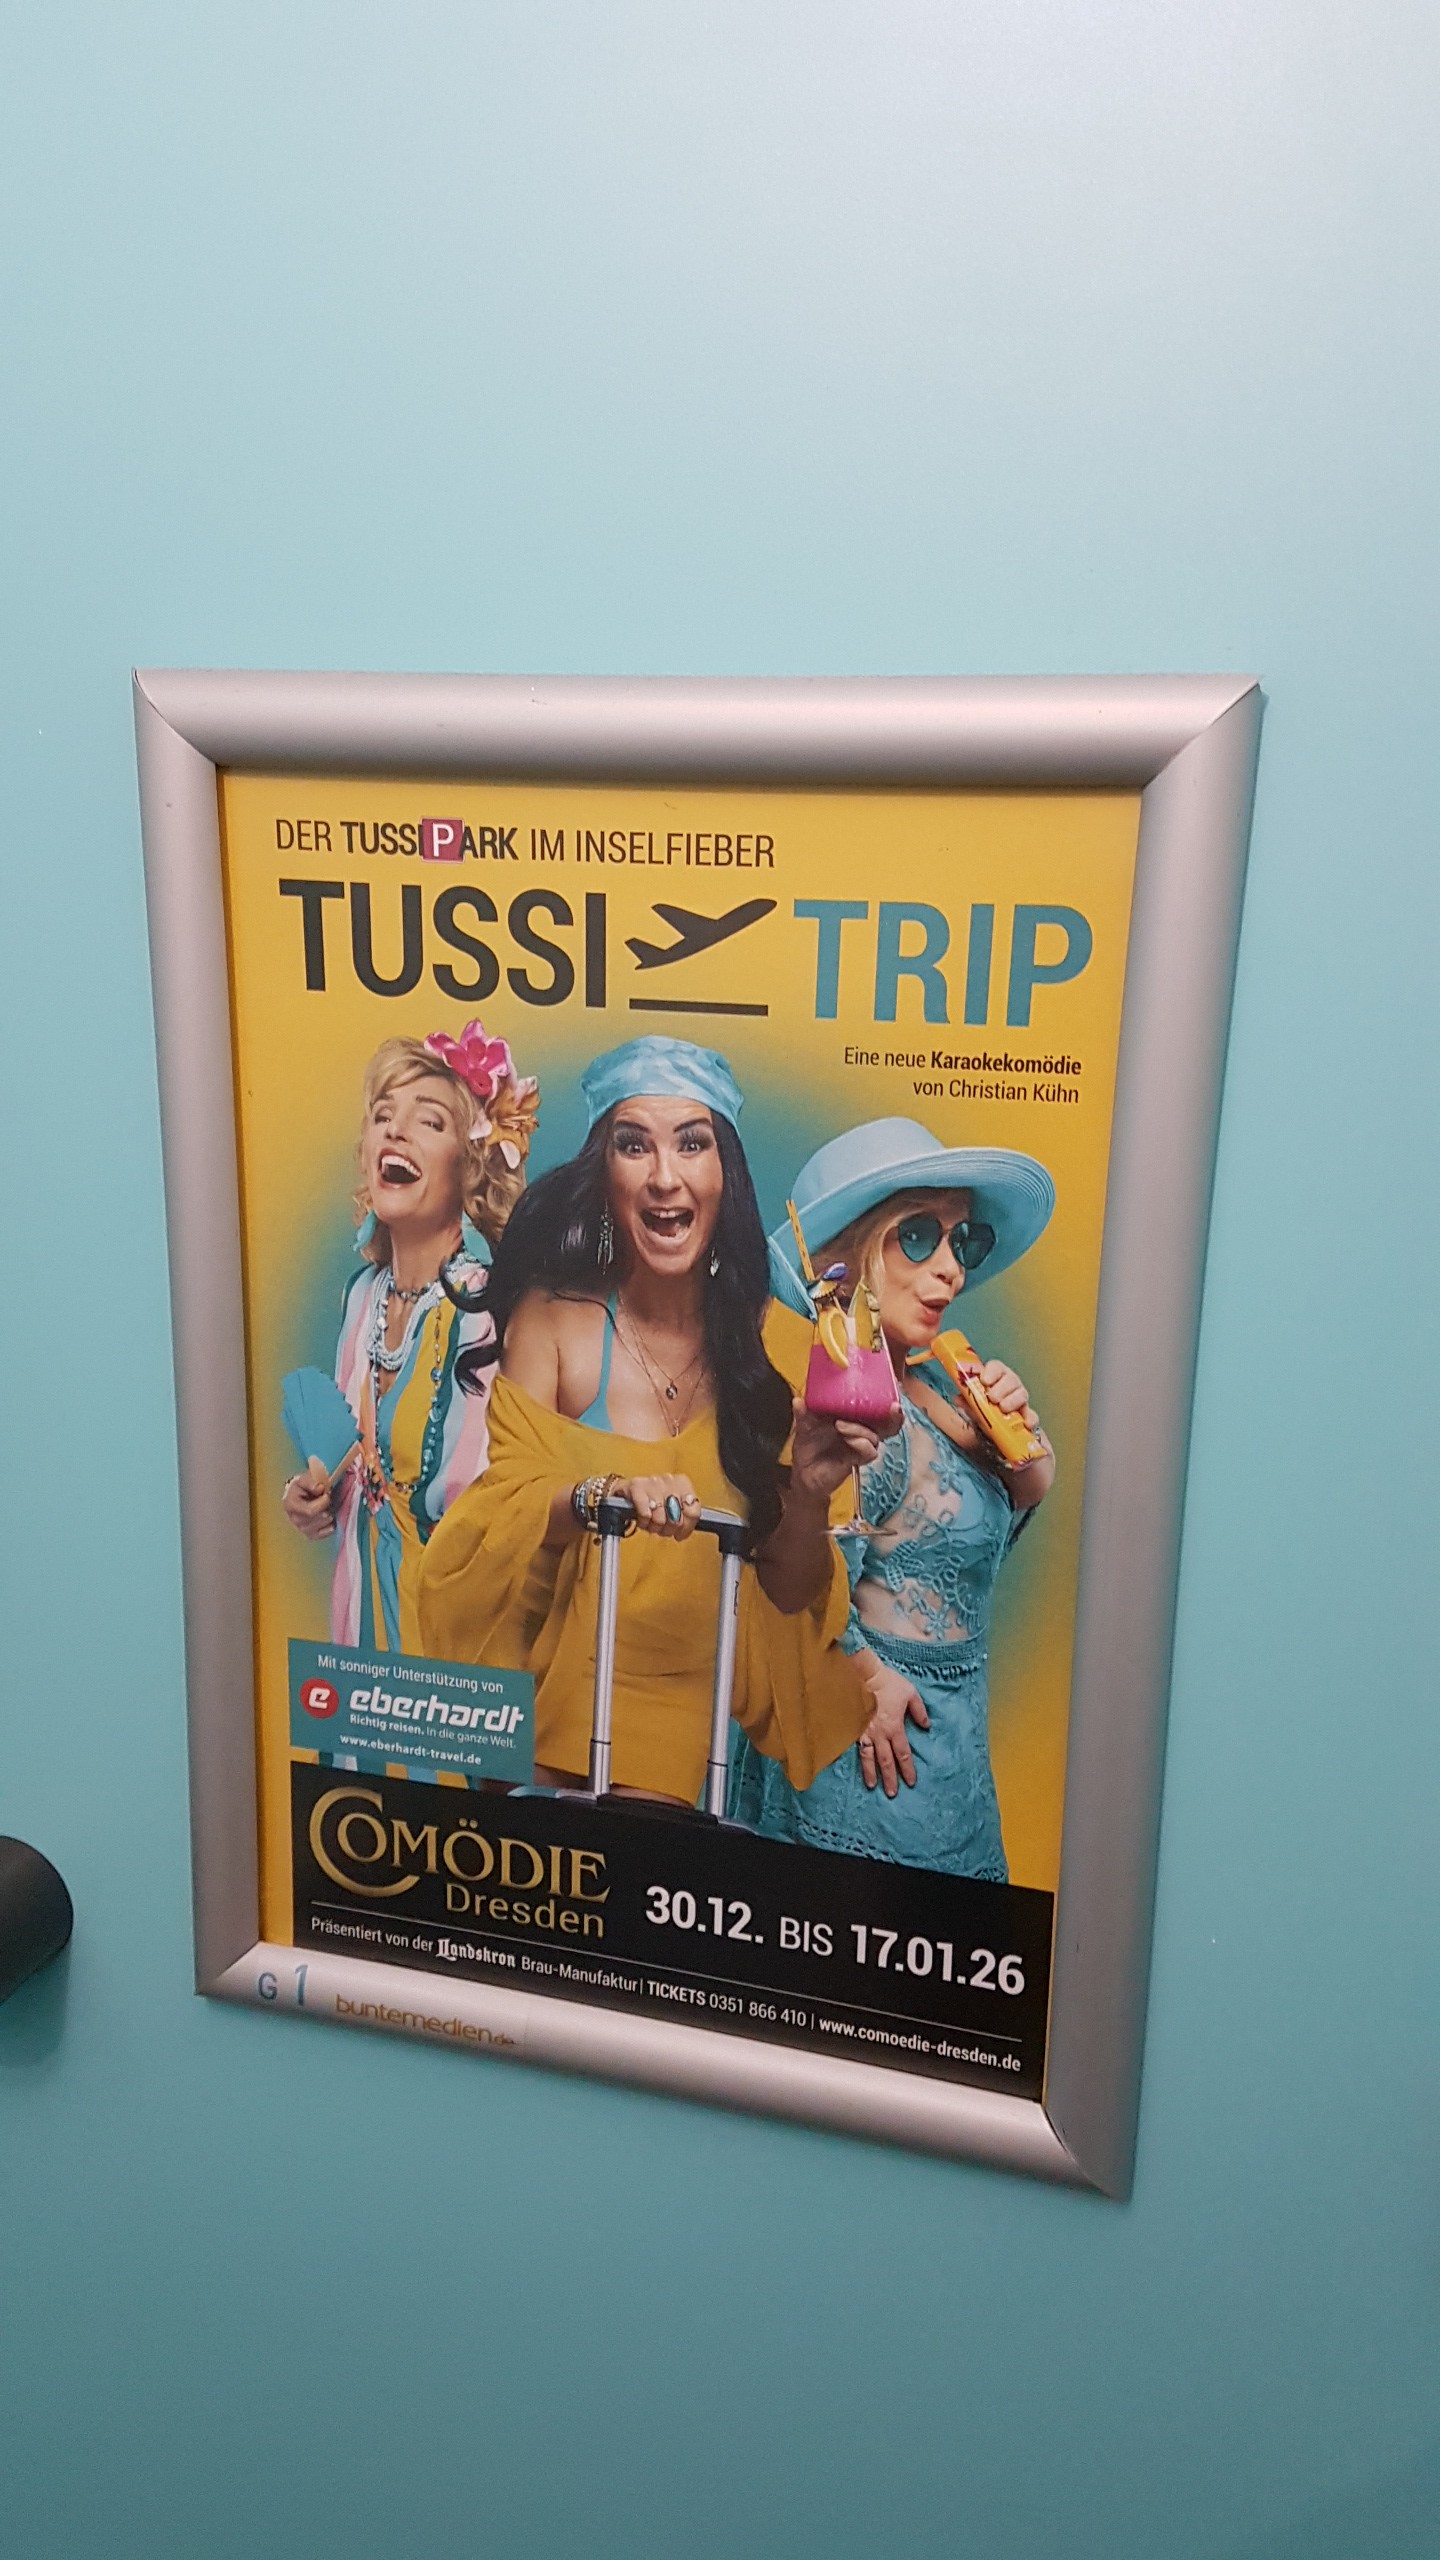 DER TUSSIPARK IM INSELFIEBER
TUSSI TRIP
Eine neue Karaokekomödie
von Christian Kühn
Mit sonniger Unterstützung von
e eberhardt
Richtig reisen. In die ganze Welt.
www.eberhardt-travel.de
COMÖDIE
Dresden
30.12. BIS 17.01.26
Präsentiert von der Landskron Brau-Manufaktur | TICKETS 0351 866 410 | www.comoedie-dresden.de
G 1 buntemedien.de